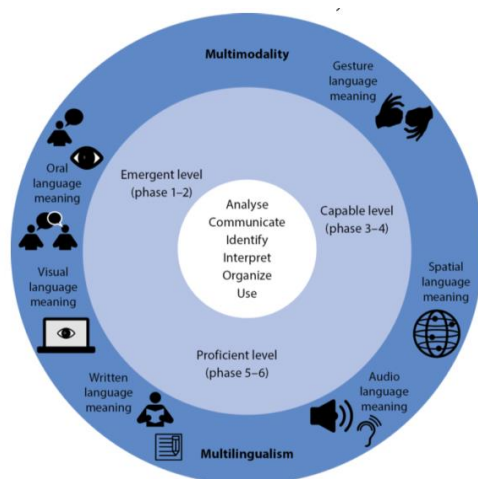 Multimodality
Gesture
language
meaning
Oral
language
meaning
Emergent level
(phase 1–2)
Analyse
Communicate
Identify
Interpret
Organize
Use
Capable level
(phase 3–4)
Visual
language
meaning
Spatial
language
meaning
Proficient level
(phase 5–6)
Written
language
meaning
Audio
language
meaning
Multilingualism